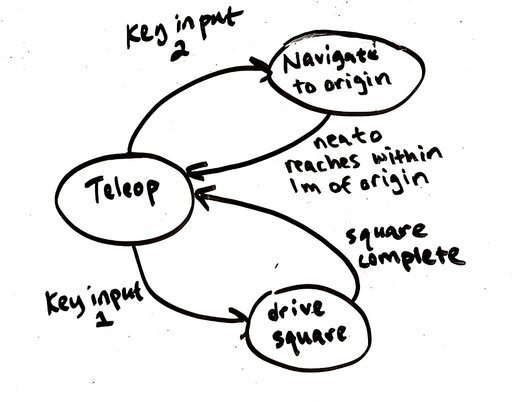 Key input
2
Navigate
to origin
neato
reaches within
1m of origin
Teleop
square
complete
Key input
1
drive
square